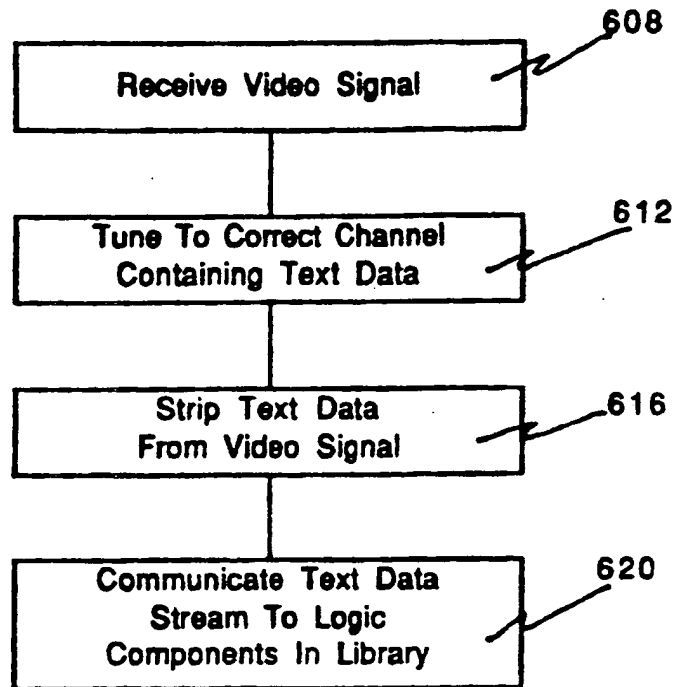 608
Receive Video Signal
612
Tune To Correct Channel
Containing Text Data
616
Strip Text Data
From Video Signal
620
Communicate Text Data
Stream To Logic
Components In Library